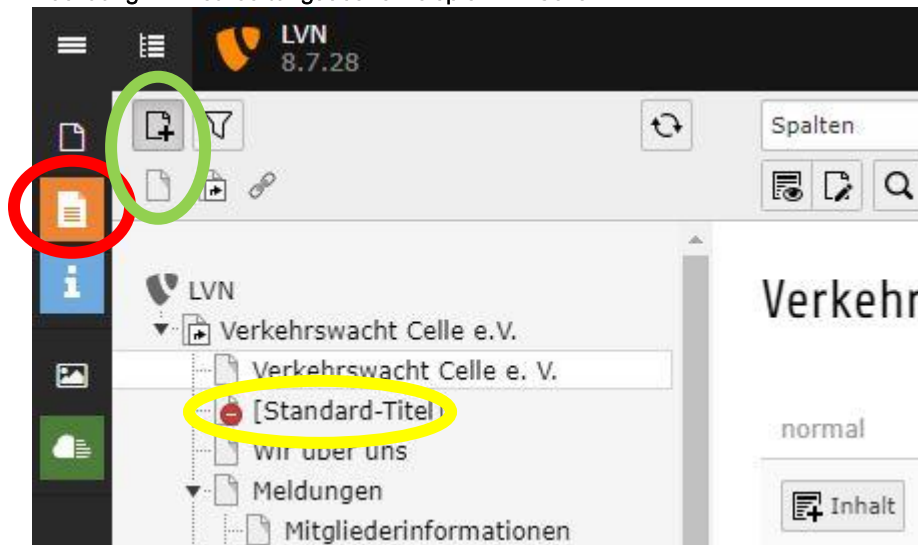 LVN
8.7.28
Spalten
LVN
Verkehrswacht Celle e.V.
Verkehrswacht Celle e. V.
[Standard-Titel]
Wir über uns
Meldungen
Mitgliederinformationen
Verkehr
normal
Inhalt